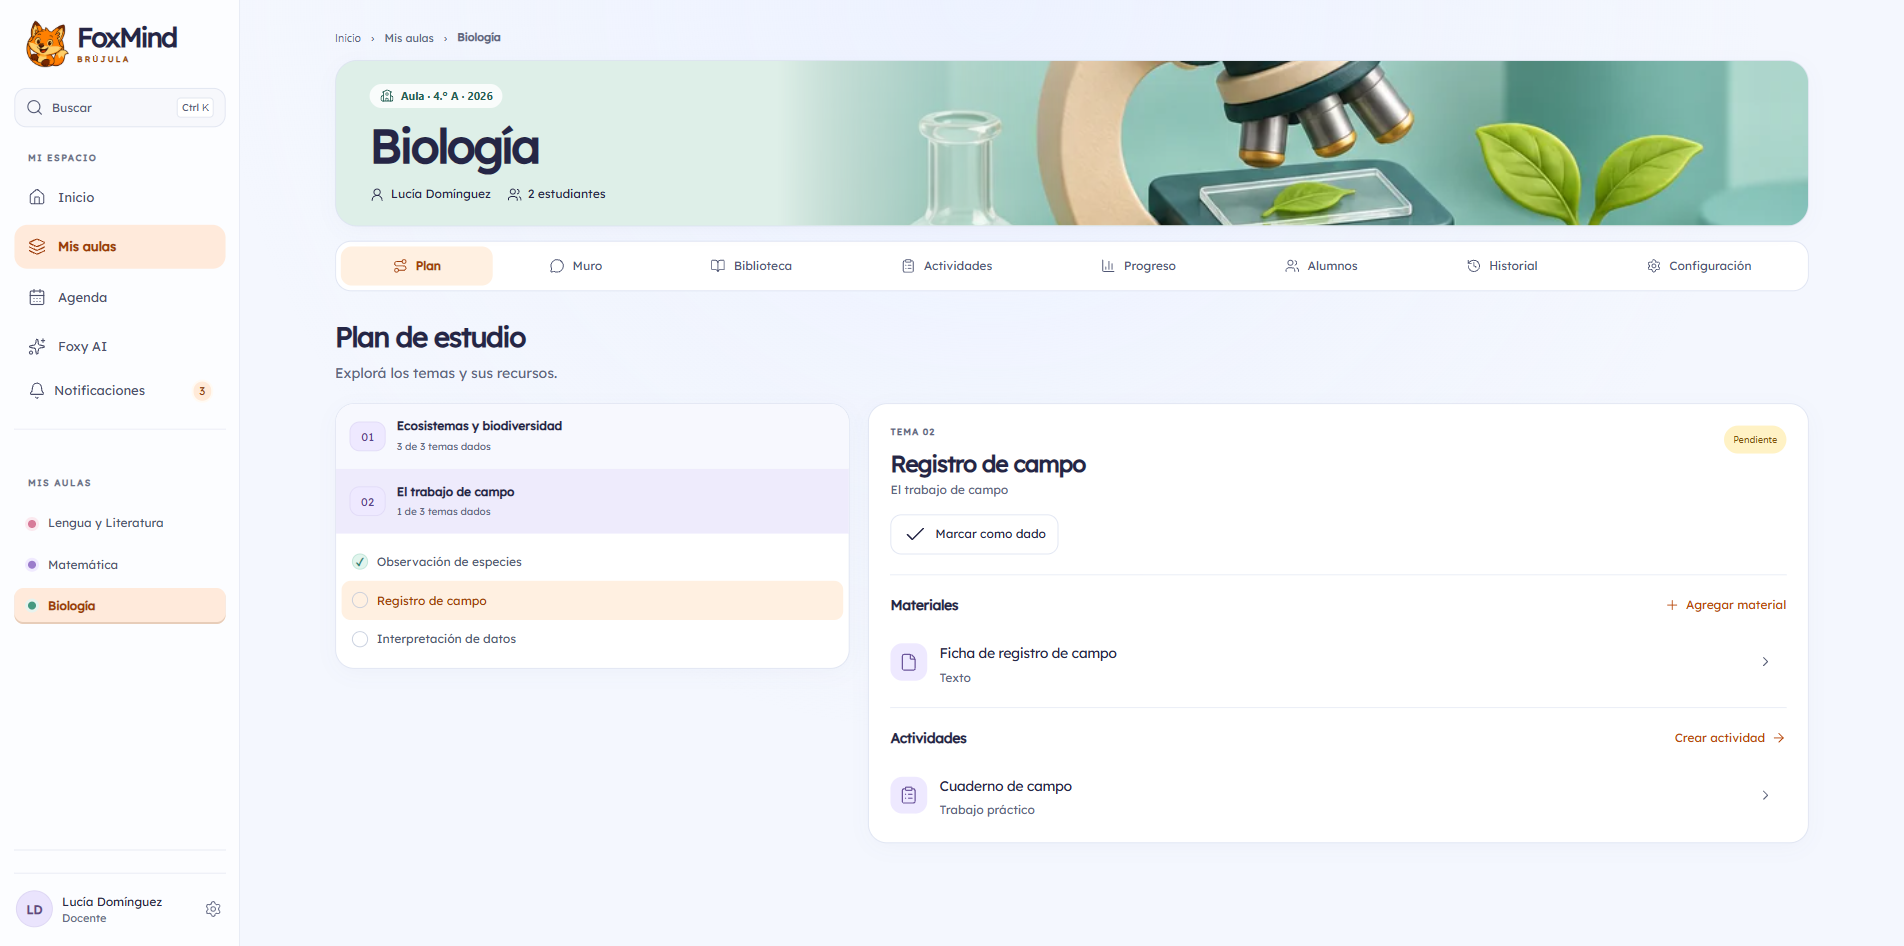 FoxMind
BRÚJULA
Buscar
Ctrl K
MI ESPACIO
Inicio
Mis aulas
Agenda
Foxy AI
Notificaciones
3
MIS AULAS
Lengua y Literatura
Matemática
Biología
LD
Lucía Domínguez
Docente
Inicio › Mis aulas › Biología
Aula · 4.º A · 2026
Biología
Lucía Domínguez 2 estudiantes
Plan
Muro
Biblioteca
Actividades
Progreso
Alumnos
Historial
Configuración
Plan de estudio
Explorá los temas y sus recursos.
01
Ecosistemas y biodiversidad
3 de 3 temas dados
02
El trabajo de campo
1 de 3 temas dados
Observación de especies
Registro de campo
Interpretación de datos
TEMA 02
Pendiente
Registro de campo
El trabajo de campo
Marcar como dado
Materiales
Agregar material
Ficha de registro de campo
Texto
Actividades
Crear actividad
Cuaderno de campo
Trabajo práctico